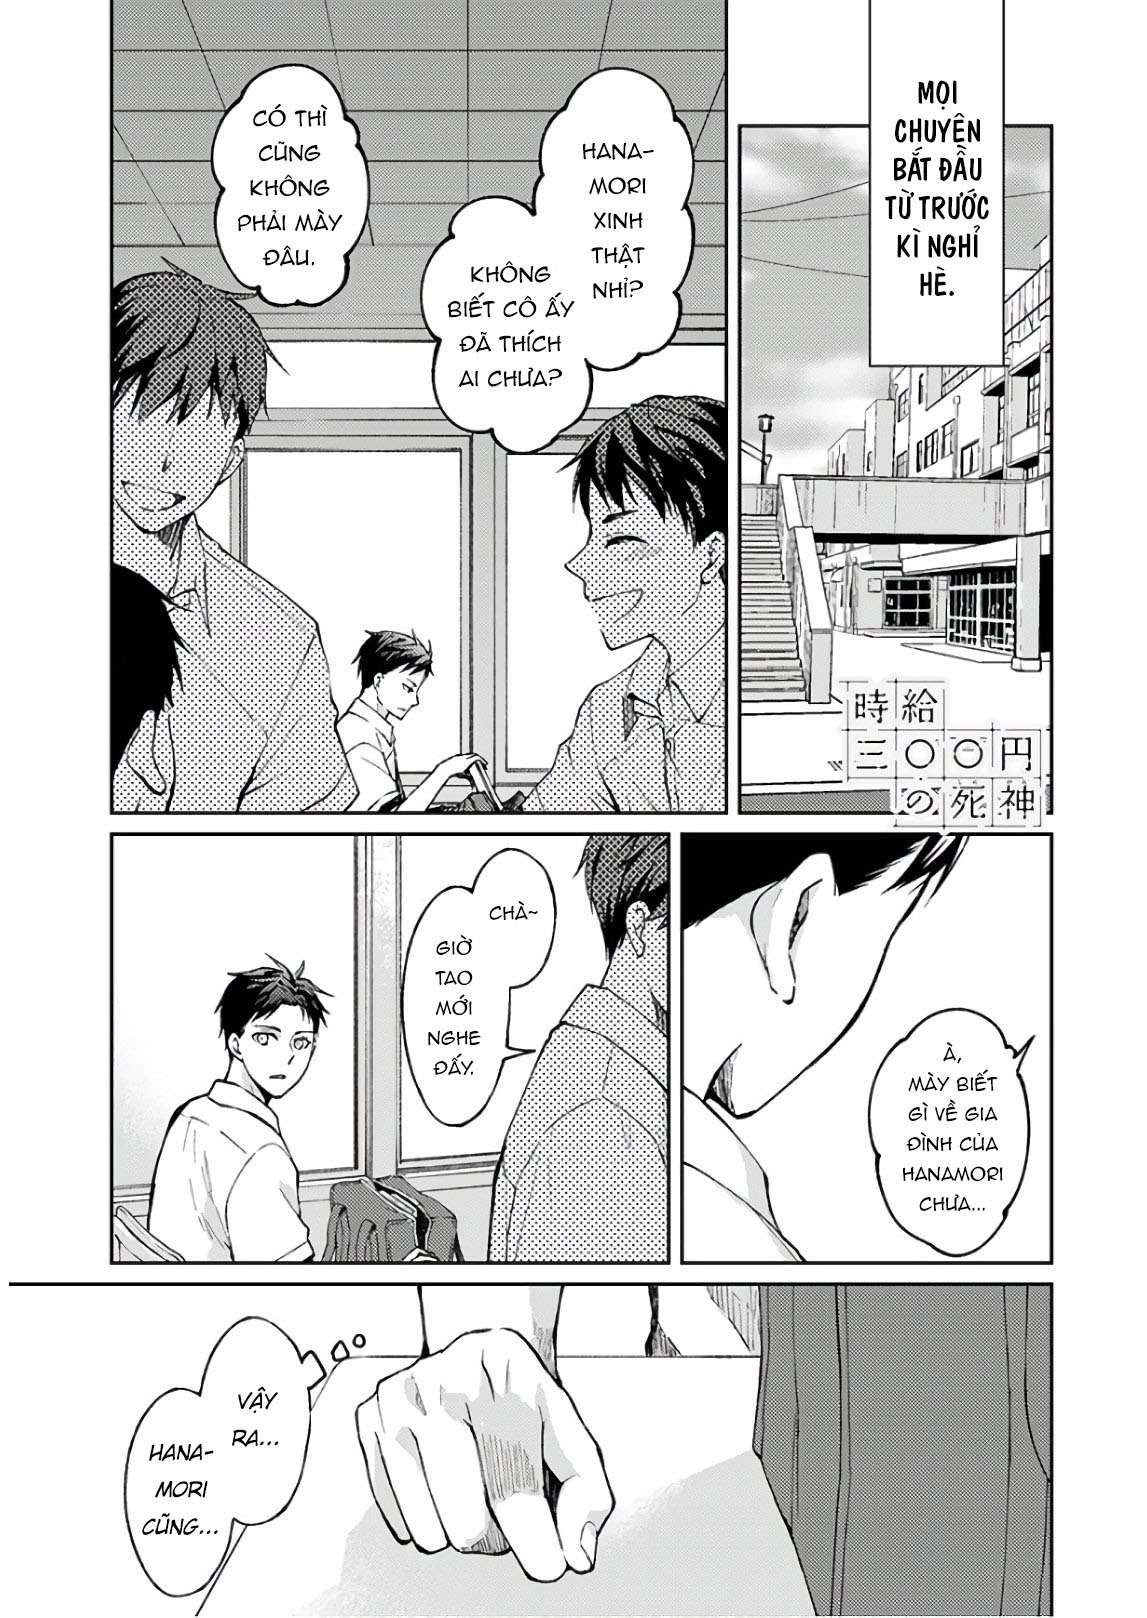 MỌI
CHUYỆN
BẮT ĐẦU
TỪ TRƯỚC
KÌ NGHỈ
HÈ.
HANA-
MORI
XINH
THẬT
NHỈ?
KHÔNG
BIẾT CÔ ẤY
ĐÃ THÍCH
AI CHƯA?
CÓ THÌ
CŨNG
KHÔNG
PHẢI MÀY
ĐÂU.
時給
三〇〇円
の死神
À,
MÀY BIẾT
GÌ VỀ GIA
ĐÌNH CỦA
HANAMORI
CHƯA...
CHÀ~
GIỜ
TAO
MỚI
NGHE
ĐẤY.
VẬY
RA...
HANA-
MORI
CŨNG...